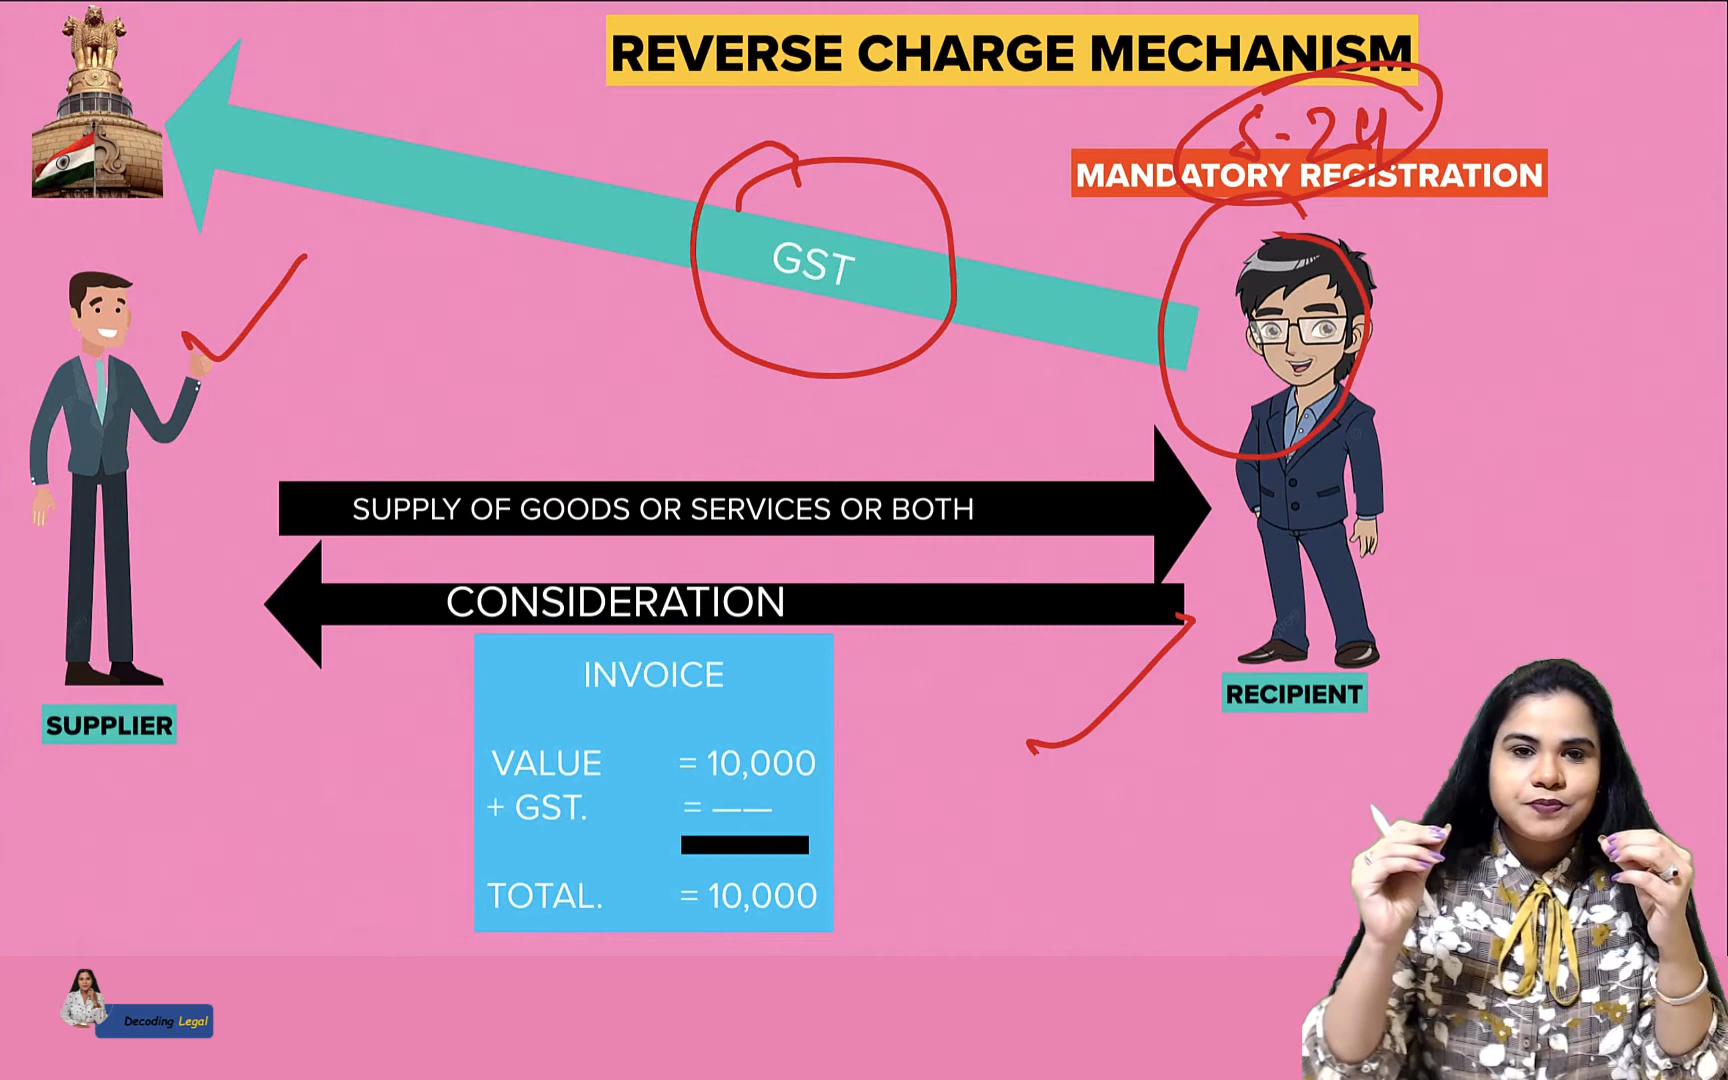 REVERSE CHARGE MECHANISM
S-24
MANDATORY REGISTRATION
GST
SUPPLY OF GOODS OR SERVICES OR BOTH
CONSIDERATION
INVOICE
VALUE = 10,000
+ GST. = ——
TOTAL. = 10,000
RECIPIENT
SUPPLIER
Decoding Legal